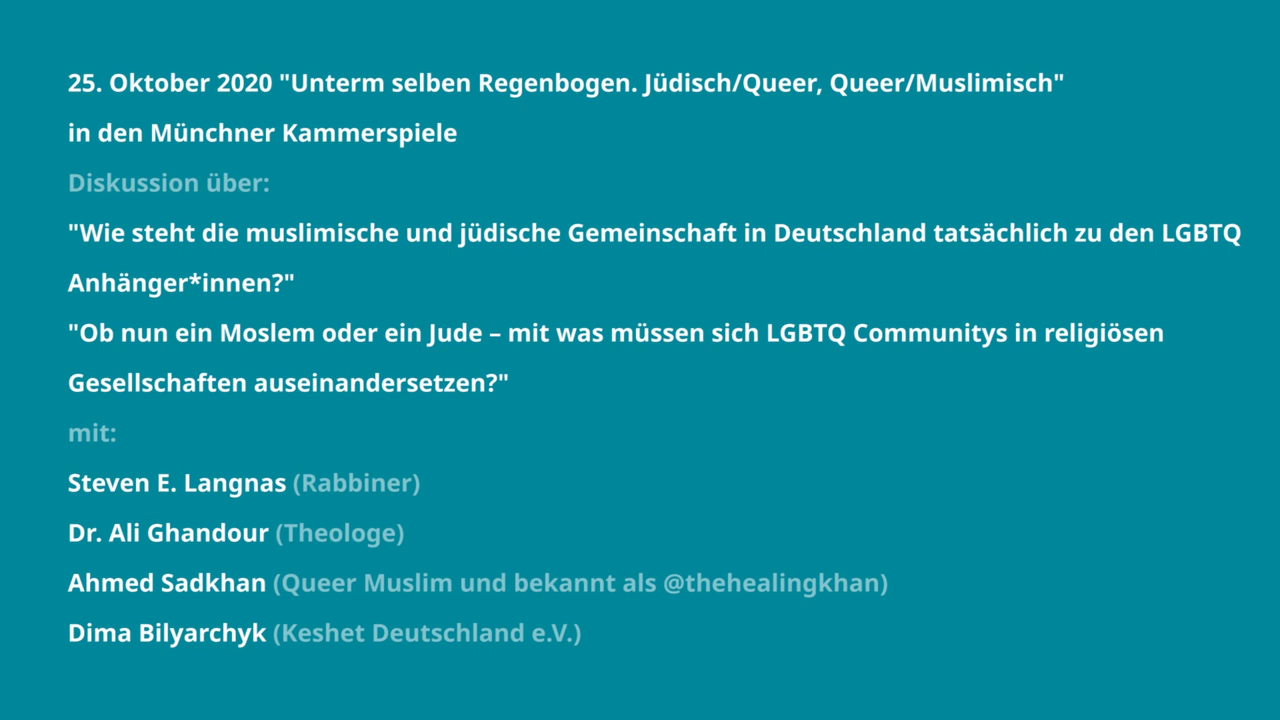 25. Oktober 2020 "Unterm selben Regenbogen. Jüdisch/Queer, Queer/Muslimisch"
in den Münchner Kammerspiele
Diskussion über:
"Wie steht die muslimische und jüdische Gemeinschaft in Deutschland tatsächlich zu den LGBTQ
Anhänger*innen?"
"Ob nun ein Moslem oder ein Jude – mit was müssen sich LGBTQ Communitys in religiösen
Gesellschaften auseinandersetzen?"
mit:
Steven E. Langnas (Rabbiner)
Dr. Ali Ghandour (Theologe)
Ahmed Sadkhan (Queer Muslim und bekannt als @thehealingkhan)
Dima Bilyarchyk (Keshet Deutschland e.V.)